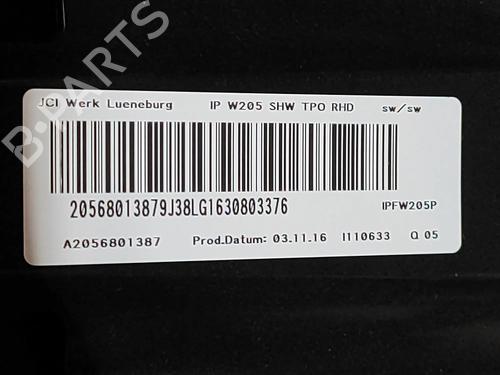 JCI Werk Lueneburg IP W205 SHW TPO RHD sw/sw
20568013879J38LG1630803376 IPFW205P
A2056801387 Prod.Datum: 03.11.16 I110633 Q 05
B-PARTS